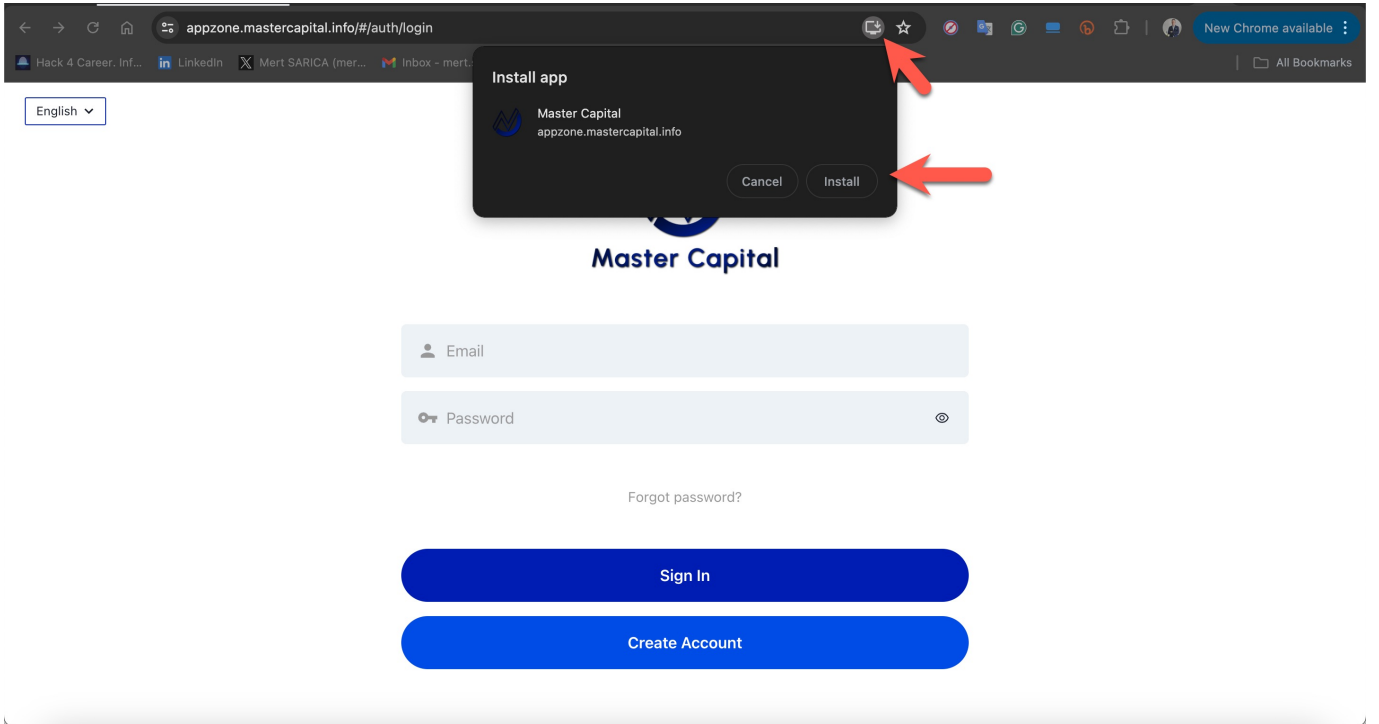 appzone.mastercapital.info/#/auth/login
New Chrome available
Hack 4 Career. Inf...
LinkedIn
Mert SARICA (mer...
Inbox - mert.
All Bookmarks
English
Install app
Master Capital
appzone.mastercapital.info
Cancel
Install
Master Capital
Email
Password
Forgot password?
Sign In
Create Account